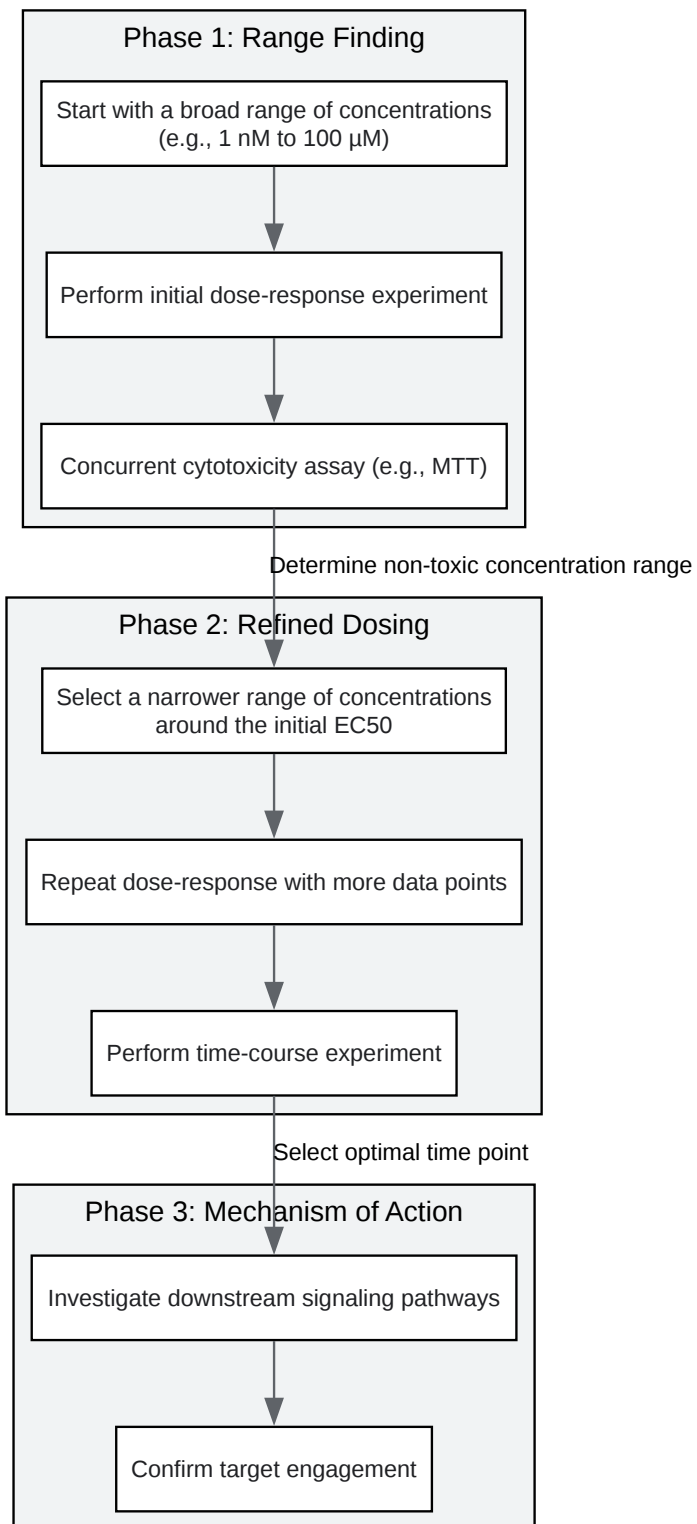 Phase 1: Range Finding
Start with a broad range of concentrations
(e.g., 1 nM to 100 µM)
Perform initial dose-response experiment
Concurrent cytotoxicity assay (e.g., MTT)
Determine non-toxic concentration range
Phase 2: Refined Dosing
Select a narrower range of concentrations
around the initial EC50
Repeat dose-response with more data points
Perform time-course experiment
Select optimal time point
Phase 3: Mechanism of Action
Investigate downstream signaling pathways
Confirm target engagement